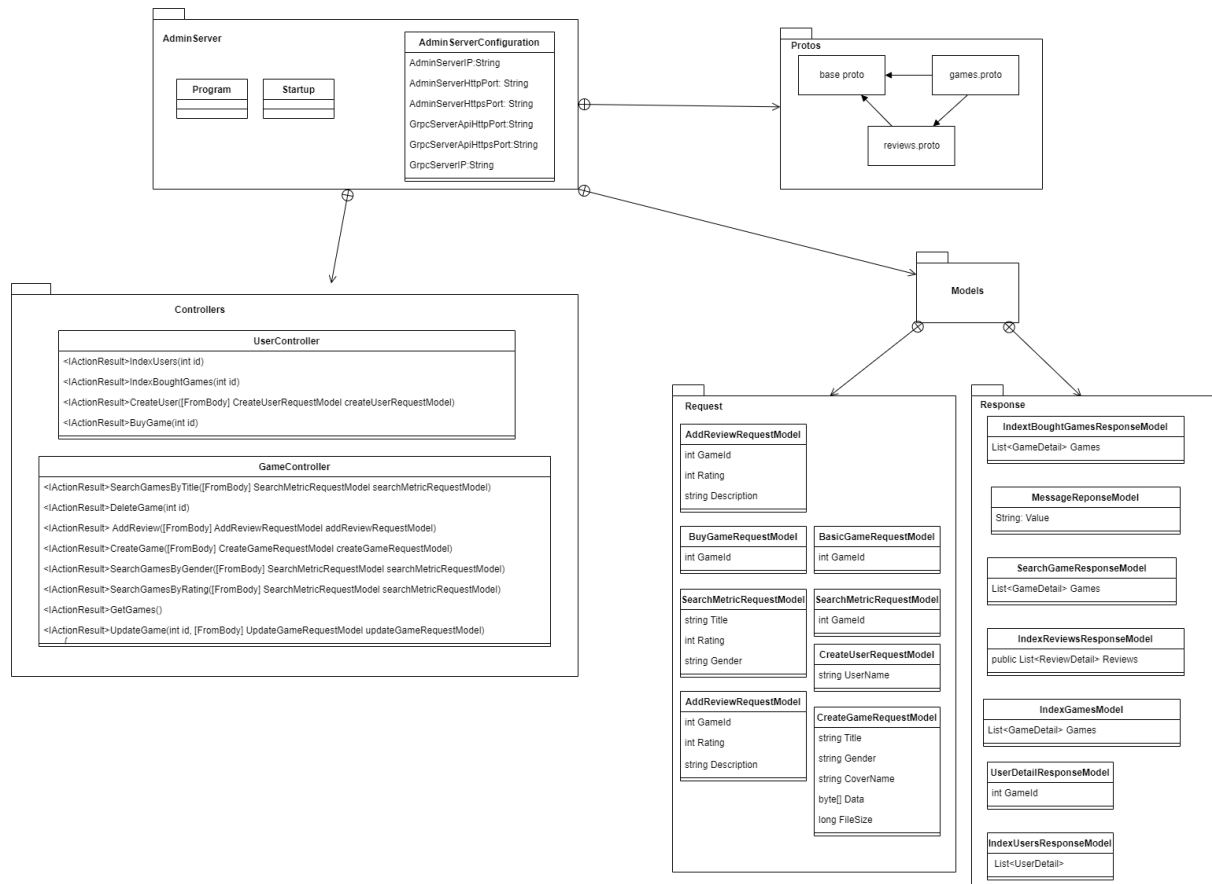 AdminServer
Program
Startup
AdminServerConfiguration
AdminServerIP:String
AdminServerHttpPort: String
AdminServerHttpsPort: String
GrpcServerApiHttpPort:String
GrpcServerApiHttpsPort:String
GrpcServerIP:String
Protos
base proto
games.proto
reviews.proto
Controllers
UserController
<IActionResult>IndexUsers(int id)
<IActionResult>IndexBoughtGames(int id)
<IActionResult>CreateUser([FromBody] CreateUserRequestModel createUserRequestModel)
<IActionResult>BuyGame(int id)
GameController
<IActionResult>SearchGamesByTitle([FromBody] SearchMetricRequestModel searchMetricRequestModel)
<IActionResult>DeleteGame(int id)
<IActionResult> AddReview([FromBody] AddReviewRequestModel addReviewRequestModel)
<IActionResult>CreateGame([FromBody] CreateGameRequestModel createGameRequestModel)
<IActionResult>SearchGamesByGender([FromBody] SearchMetricRequestModel searchMetricRequestModel)
<IActionResult>SearchGamesByRating([FromBody] SearchMetricRequestModel searchMetricRequestModel)
<IActionResult>GetGames()
<IActionResult>UpdateGame(int id, [FromBody] UpdateGameRequestModel updateGameRequestModel)
{
Models
Request
AddReviewRequestModel
int GameId
int Rating
string Description
BuyGameRequestModel
int GameId
BasicGameRequestModel
int GameId
SearchMetricRequestModel
string Title
int Rating
string Gender
SearchMetricRequestModel
int GameId
CreateUserRequestModel
string UserName
AddReviewRequestModel
int GameId
int Rating
string Description
CreateGameRequestModel
string Title
string Gender
string CoverName
byte[] Data
long FileSize
Response
IndextBoughtGamesResponseModel
List<GameDetail> Games
MessageReponseModel
String: Value
SearchGameResponseModel
List<GameDetail> Games
IndexReviewsResponseModel
public List<ReviewDetail> Reviews
IndexGamesModel
List<GameDetail> Games
UserDetailResponseModel
int GameId
IndexUsersResponseModel
List<UserDetail>